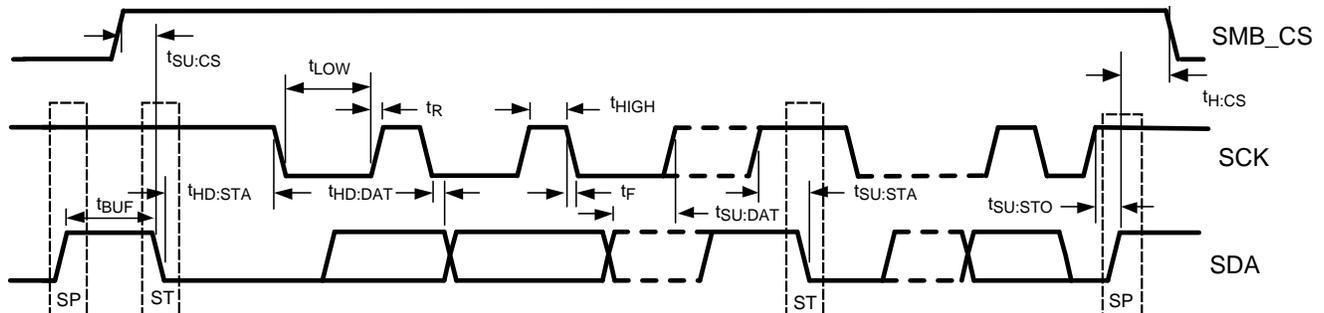 SMB_CS
tSU:CS
tLOW
tR
tHIGH
tH:CS
SCK
tHD:STA
tHD:DAT
tF
tSU:STA
tBUF
tSU:DAT
tSU:STO
SDA
SP
ST
ST
SP